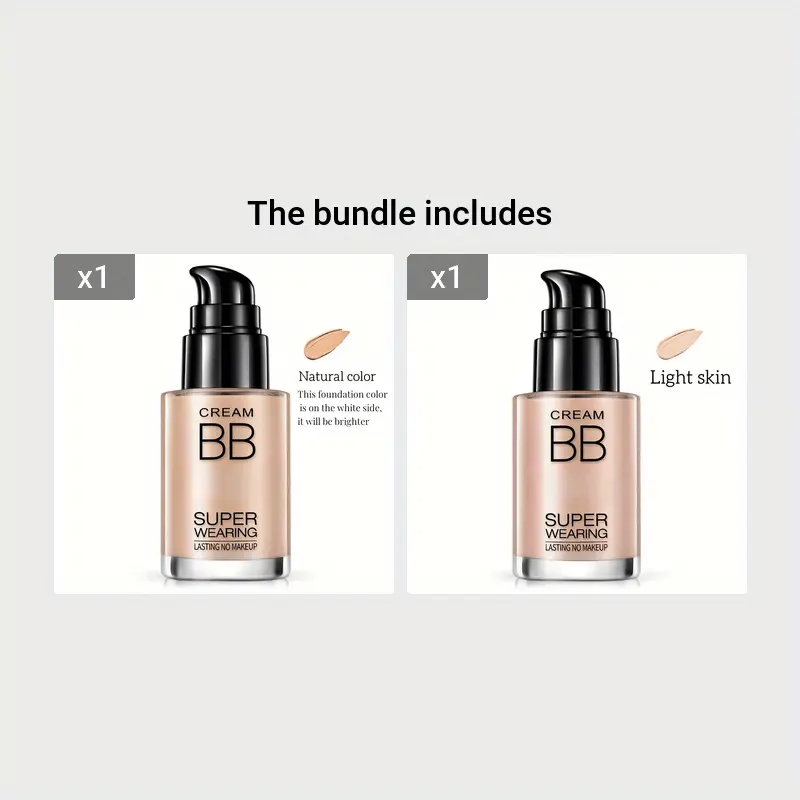 The bundle includes
x1
CREAM
BB
SUPER
WEARING
LASTING NO MAKEUP
Natural color
This foundation color
is on the white side,
it will be brighter
x1
CREAM
BB
SUPER
WEARING
LASTING NO MAKEUP
Light skin